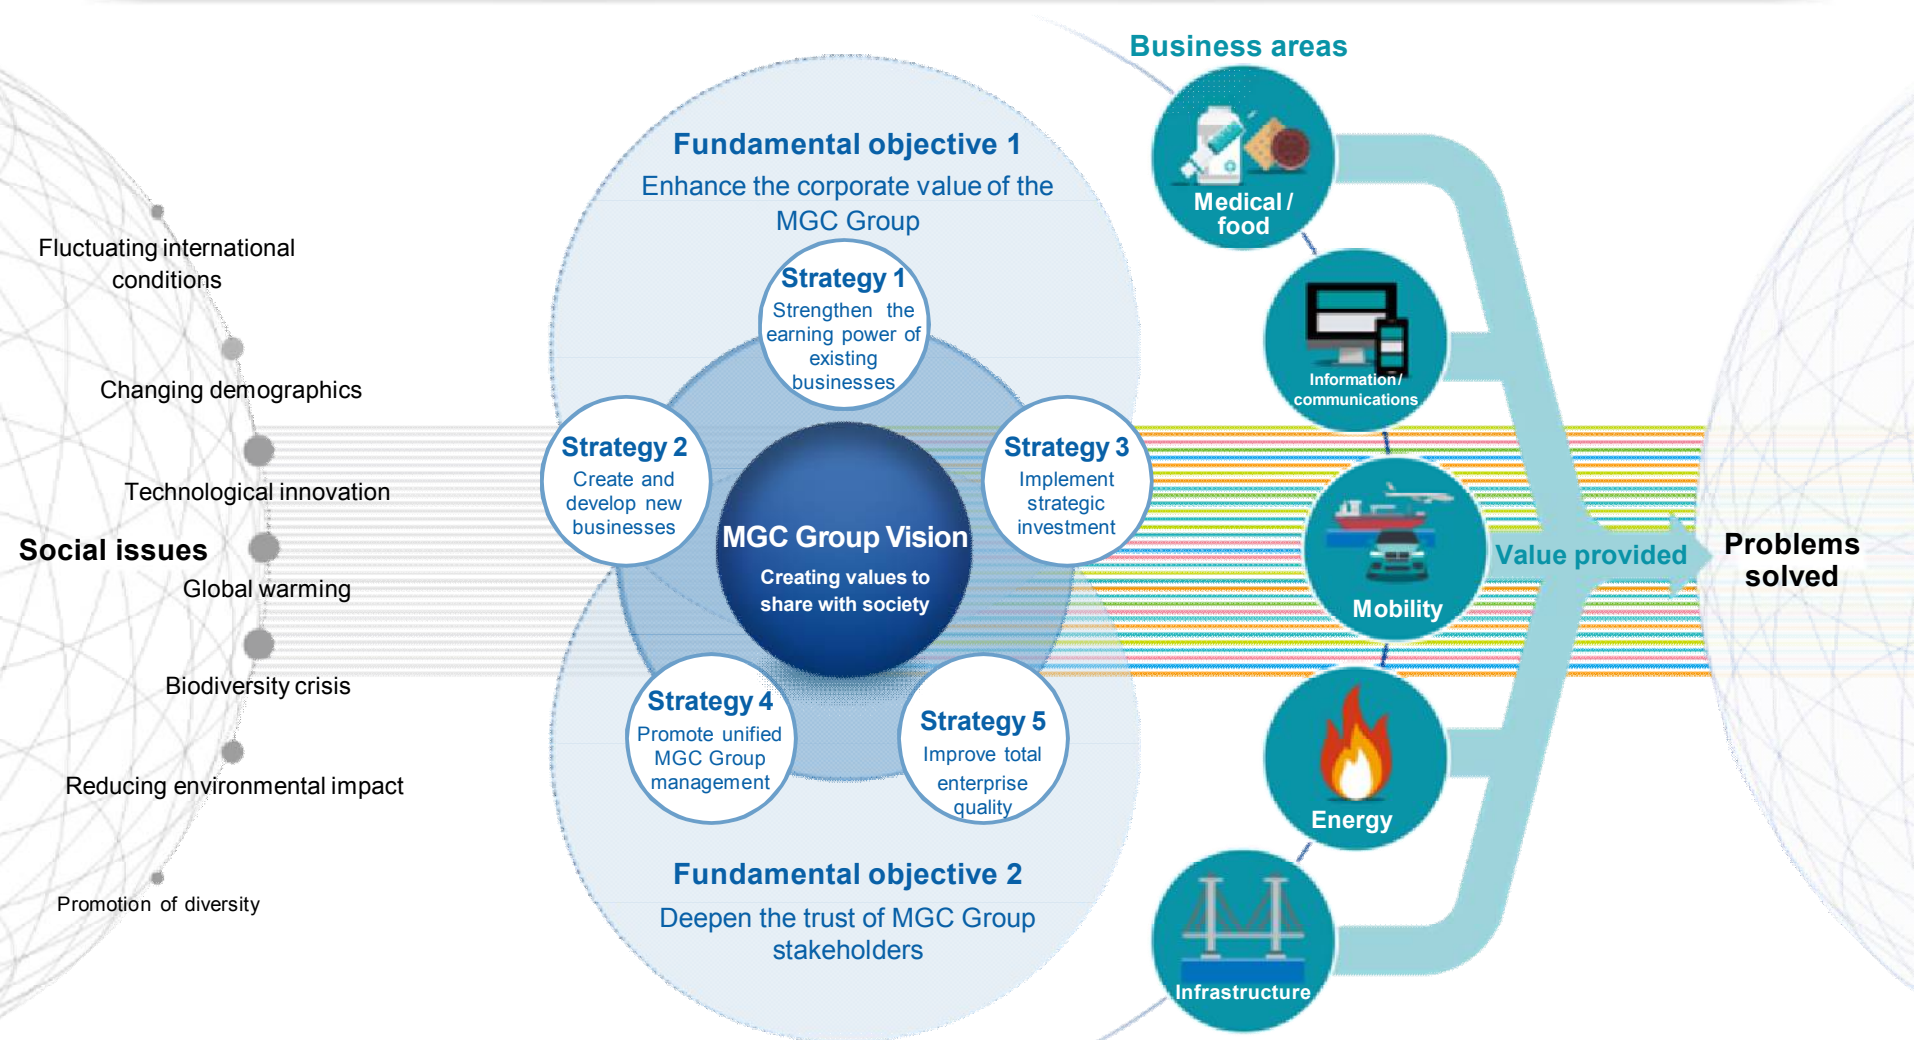 Social issues
Fluctuating international
conditions
Changing demographics
Technological innovation
Global warming
Biodiversity crisis
Reducing environmental impact
Promotion of diversity
Fundamental objective 1
Enhance the corporate value of the
MGC Group
Strategy 1
Strengthen the
earning power of
existing
businesses
Strategy 2
Create and
develop new
businesses
Strategy 3
Implement
strategic
investment
MGC Group Vision
Creating values to
share with society
Strategy 4
Promote unified
MGC Group
management
Strategy 5
Improve total
enterprise
quality
Fundamental objective 2
Deepen the trust of MGC Group
stakeholders
Business areas
Medical /
food
Information /
communications
Mobility
Energy
Infrastructure
Value provided
Problems
solved